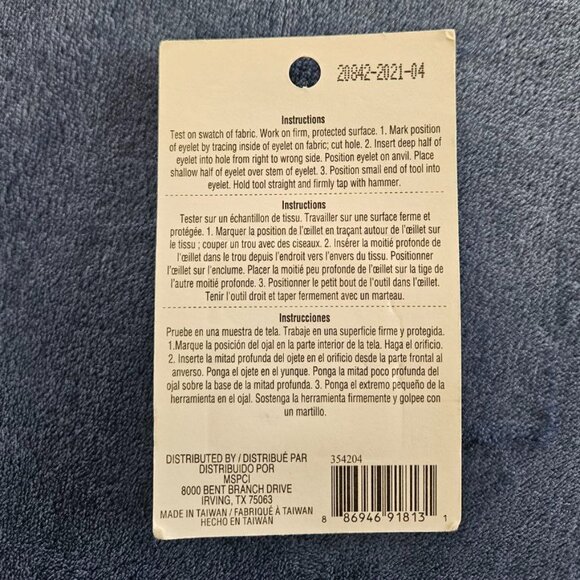 20842-2021-04
Instructions
Test on swatch of fabric. Work on firm, protected surface. 1. Mark position
of eyelet by tracing inside of eyelet on fabric; cut hole. 2. Insert deep half of
eyelet into hole from right to wrong side. Position eyelet on anvil. Place
shallow half of eyelet over stem of eyelet. 3. Position small end of tool into
eyelet. Hold tool straight and firmly tap with hammer.
Instructions
Tester sur un échantillon de tissu. Travailler sur une surface ferme et
protégée. 1. Marquer la position de l'œillet en traçant autour de l'œillet sur
le tissu ; couper un trou avec des ciseaux. 2. Insérer la moitié profonde de
l'œillet dans le trou depuis l'endroit vers l'envers du tissu. Positionner
l'œillet sur l'enclume. Placer la moitié peu profonde de l'œillet sur la tige de
l'autre moitié profonde. 3. Positionner le petit bout de l'outil dans l'œillet.
Tenir l'outil droit et taper fermement avec un marteau.
Instrucciones
Pruebe en una muestra de tela. Trabaje en una superficie firme y protegida.
1.Marque la posición del ojal en la parte interior de la tela. Haga el orificio.
2. Inserte la mitad profunda del ojete en el orificio desde la parte frontal al
anverso. Ponga el ojete en el yunque. Ponga la mitad poco profunda del
ojal sobre la base de la mitad profunda. 3. Ponga el extremo pequeño de la
herramienta en el ojal. Sostenga la herramienta firmemente y golpee con
un martillo.
DISTRIBUTED BY / DISTRIBUÉ PAR
DISTRIBUIDO POR
MSPCI
8000 BENT BRANCH DRIVE
IRVING, TX 75063
MADE IN TAIWAN / FABRIQUÉ À TAIWAN
HECHO EN TAIWÁN
354204
8 86946 91813 1